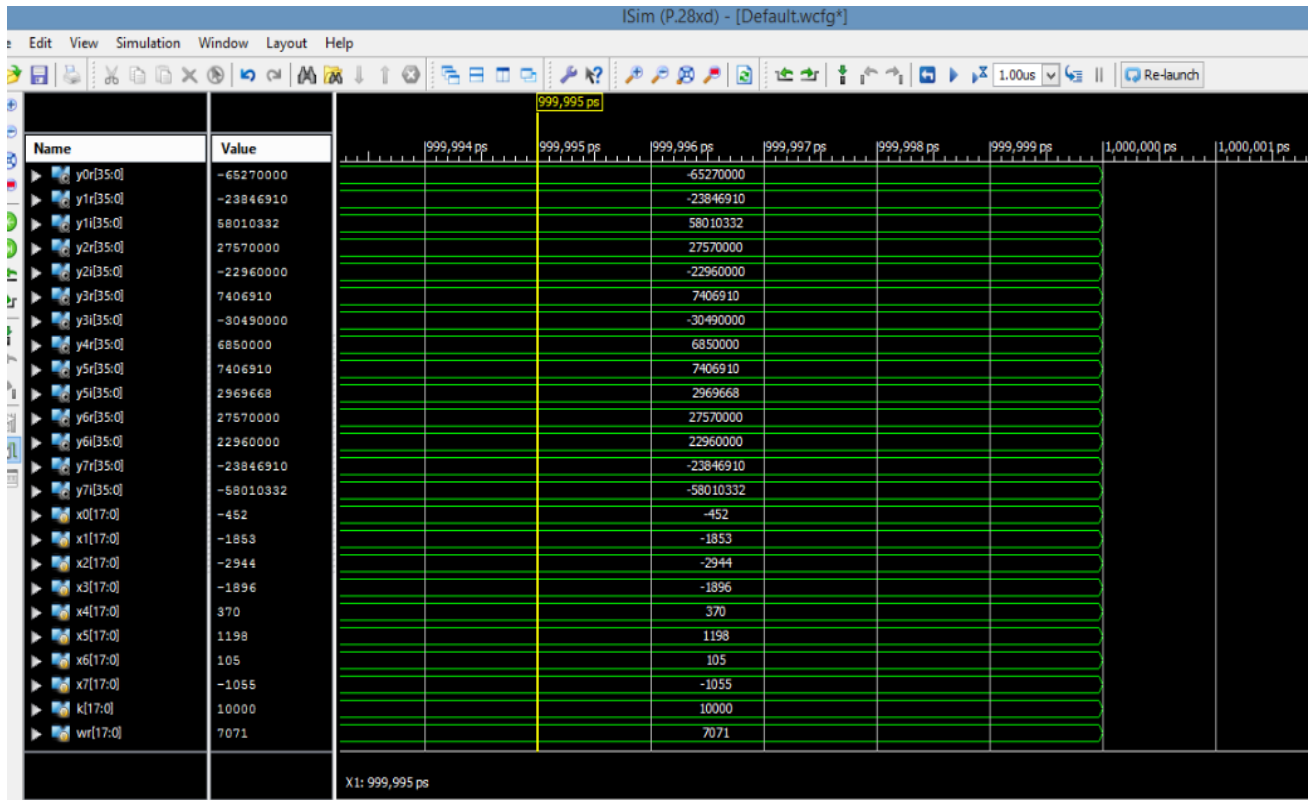 ISim (P.28xd) - [Default.wcfg*]
Edit View Simulation Window Layout Help
1.00us Re-launch
999,995 ps
Name Value 999,994 ps 999,995 ps 999,996 ps 999,997 ps 999,998 ps 999,999 ps 1,000,000 ps 1,000,001 ps
y0r[35:0] -65270000 -65270000
y1r[35:0] -23846910 -23846910
y1i[35:0] 58010332 58010332
y2r[35:0] 27570000 27570000
y2i[35:0] -22960000 -22960000
y3r[35:0] 7406910 7406910
y3i[35:0] -30490000 -30490000
y4r[35:0] 6850000 6850000
y5r[35:0] 7406910 7406910
y5i[35:0] 2969668 2969668
y6r[35:0] 27570000 27570000
y6i[35:0] 22960000 22960000
y7r[35:0] -23846910 -23846910
y7i[35:0] -58010332 -58010332
x0[17:0] -452 -452
x1[17:0] -1853 -1853
x2[17:0] -2944 -2944
x3[17:0] -1896 -1896
x4[17:0] 370 370
x5[17:0] 1198 1198
x6[17:0] 105 105
x7[17:0] -1055 -1055
k[17:0] 10000 10000
wr[17:0] 7071 7071
X1: 999,995 ps